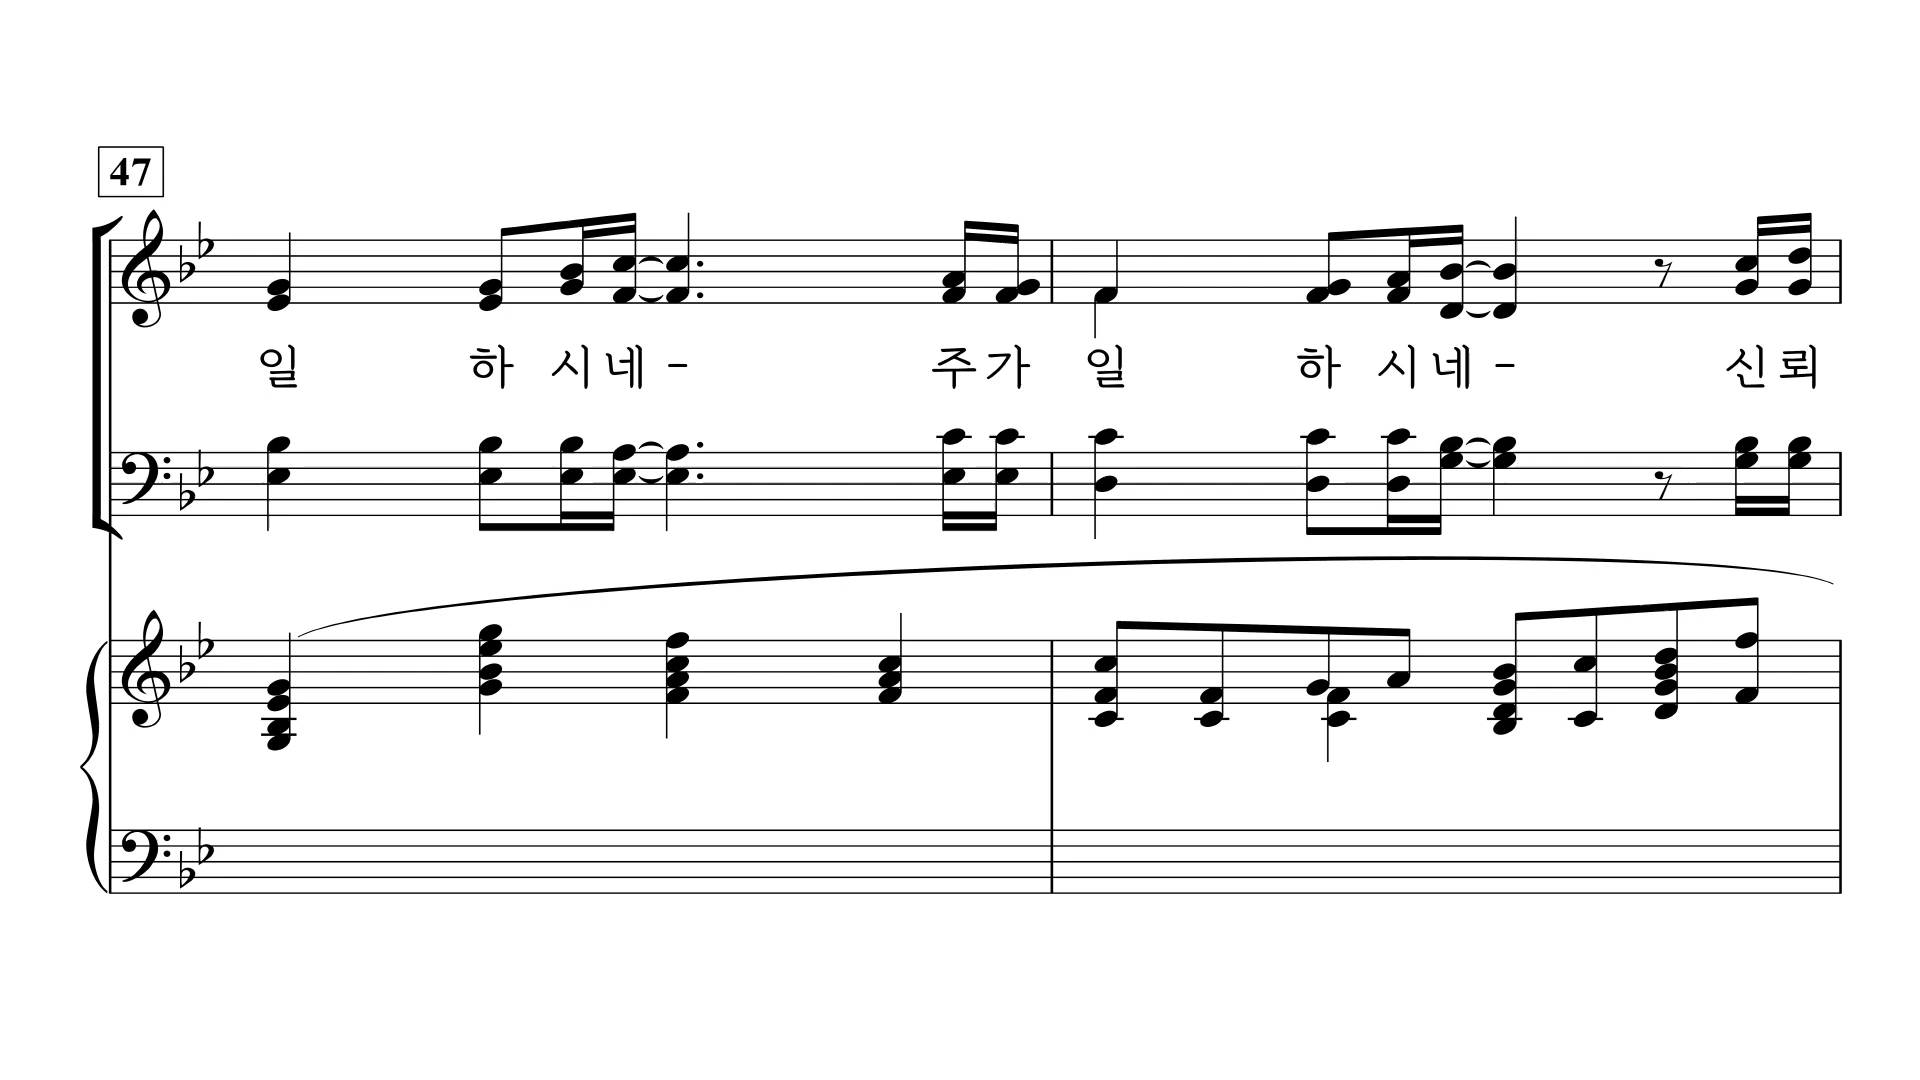 47
일 하 시 네 - 주 가 일 하 시 네 - 신 뢰